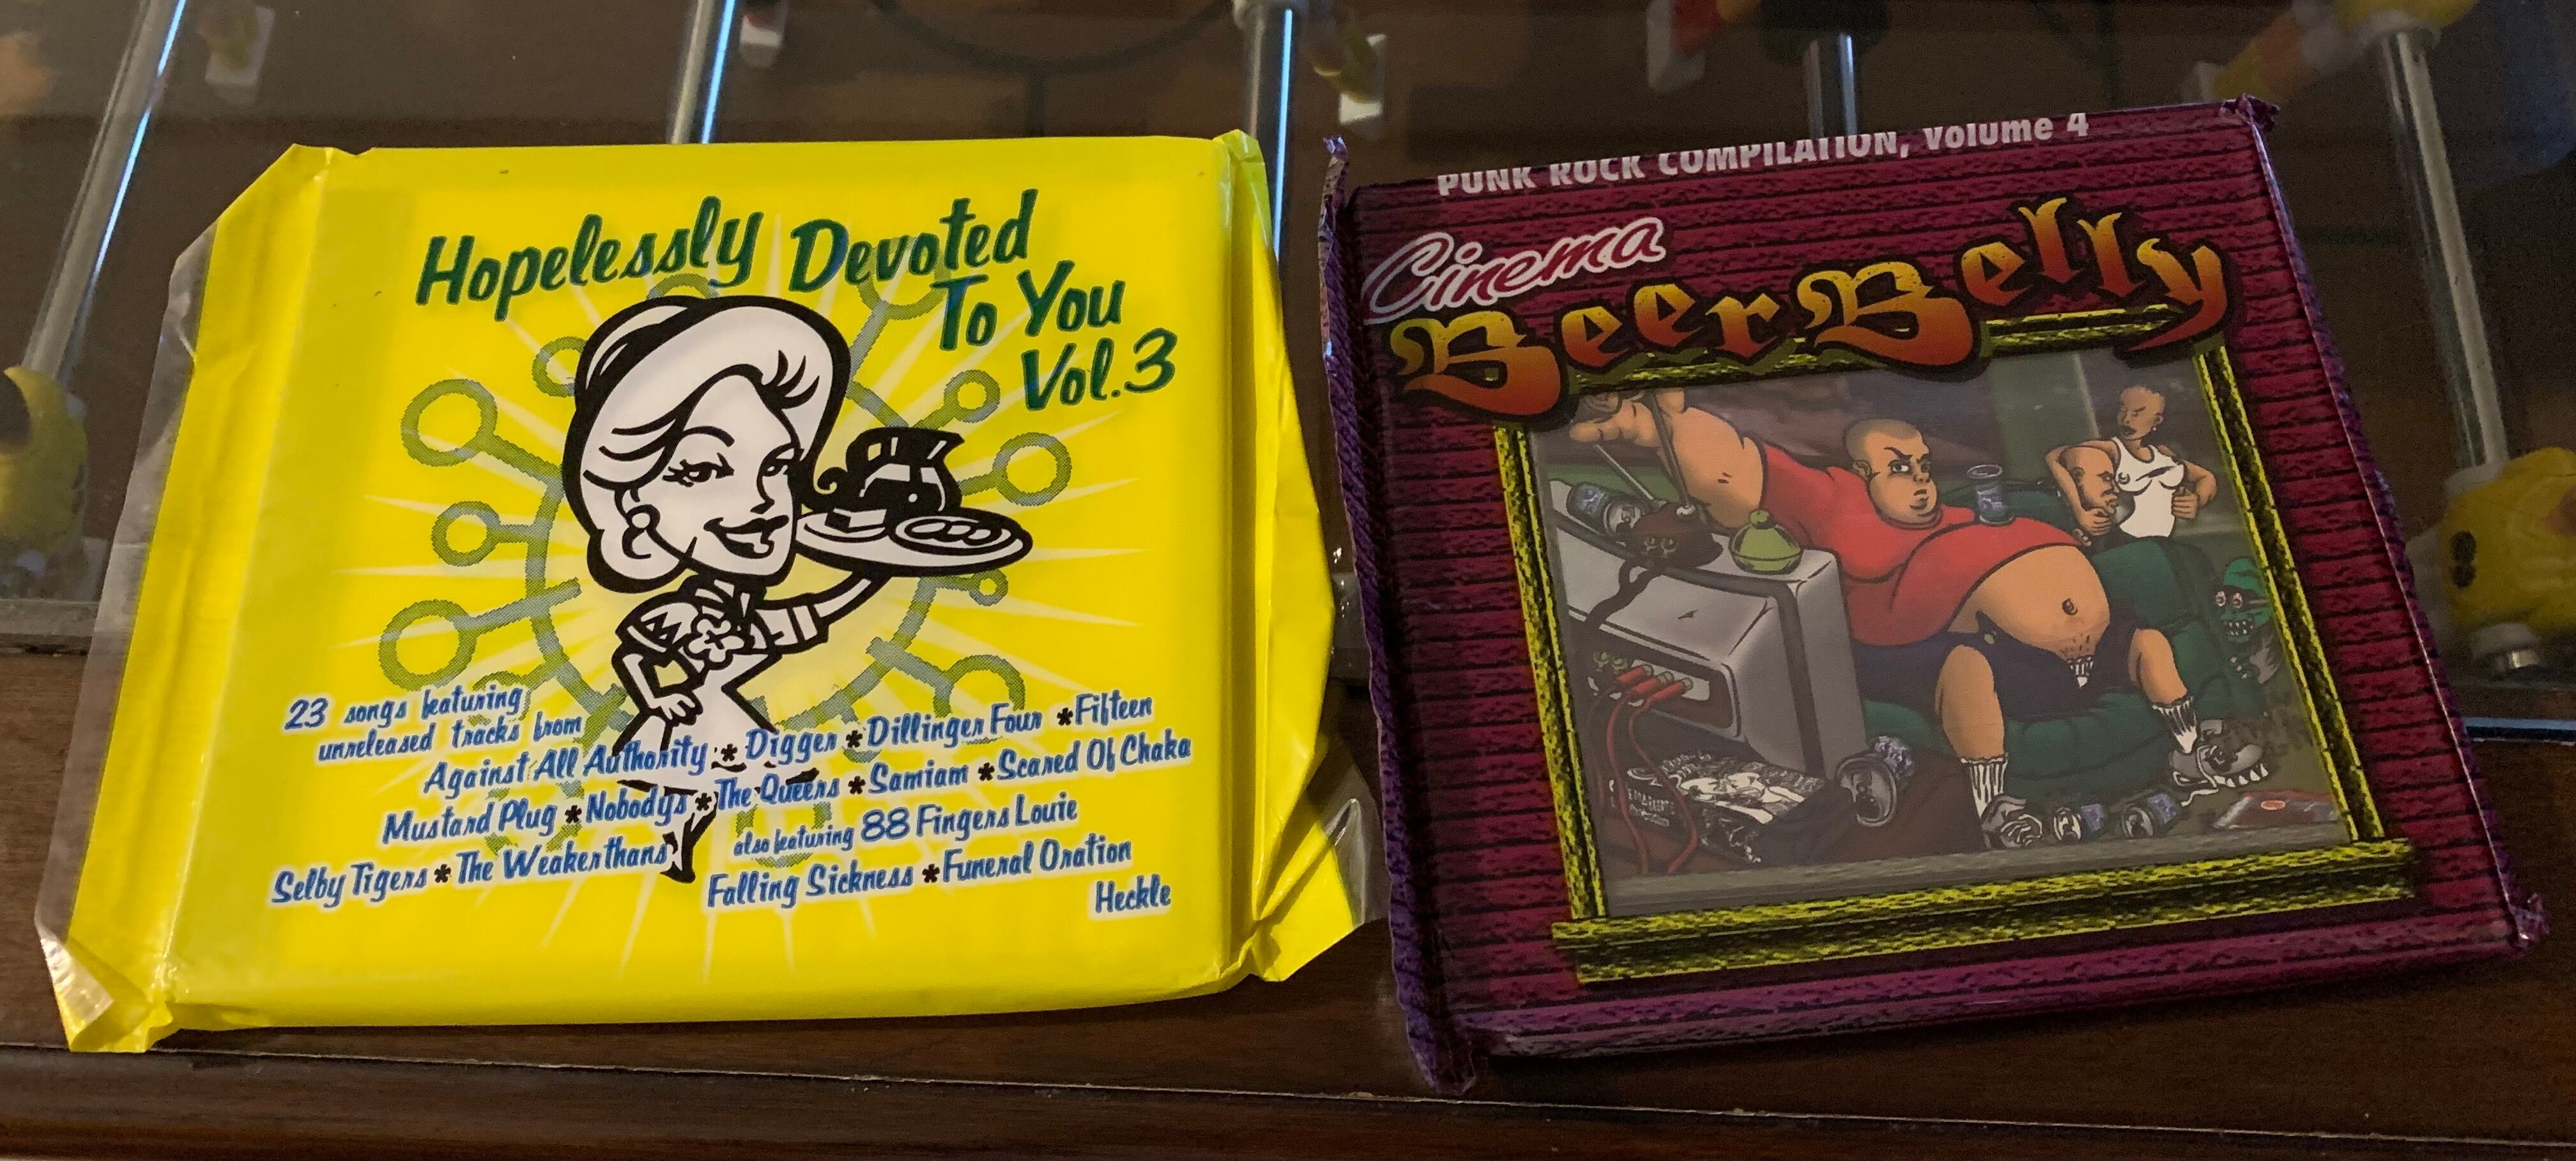 Hopelessly Devoted
To You
Vol.3
23 songs featuring
unreleased tracks from
Against All Authority * Digger * Dillinger Four * Fifteen
Mustard Plug * Nobodys * The Queers * Samiam * Scared Of Chaka
Selby Tigers * The Weakerthans
also featuring 88 Fingers Louie
Falling Sickness * Funeral Oration
Heckle
PUNK ROCK COMPILATION, Volume 4
Cinema
BeerBelly